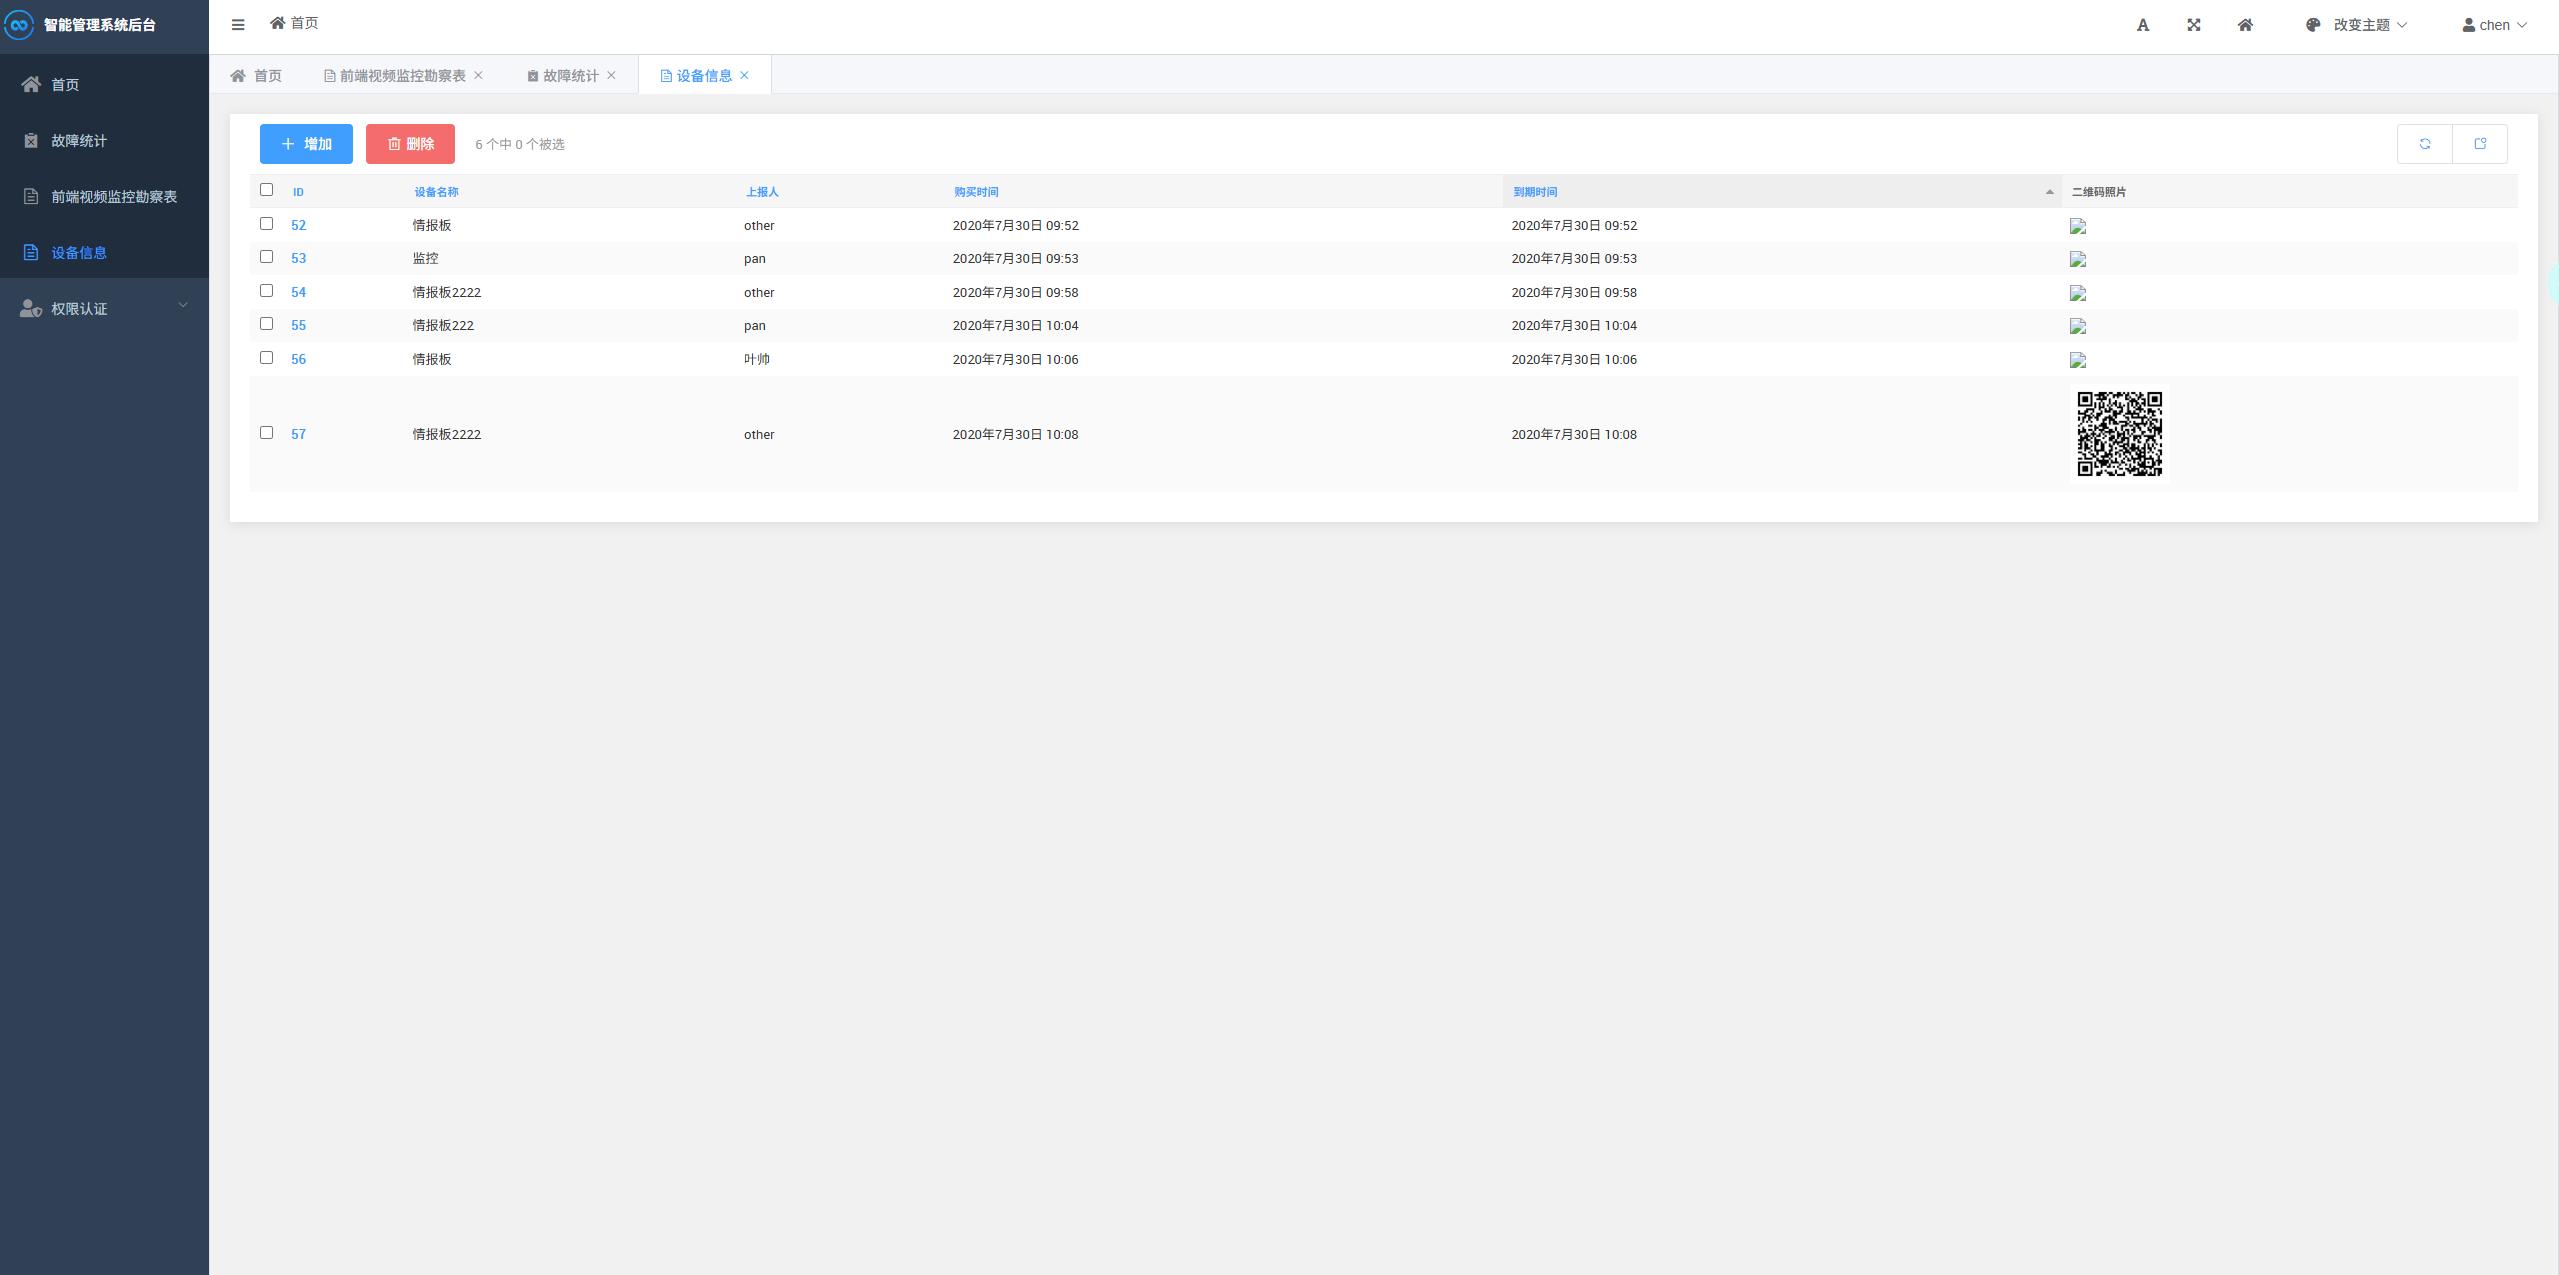 智能管理系统后台
首页
故障统计
前端视频监控勘察表
设备信息
权限认证
首页
A
改变主题
chen
首页
前端视频监控勘察表
故障统计
设备信息
增加
删除
6 个中 0 个被选
ID 设备名称 上报人 购买时间 到期时间 二维码照片
52 情报板 other 2020年7月30日 09:52 2020年7月30日 09:52
53 监控 pan 2020年7月30日 09:53 2020年7月30日 09:53
54 情报板2222 other 2020年7月30日 09:58 2020年7月30日 09:58
55 情报板222 pan 2020年7月30日 10:04 2020年7月30日 10:04
56 情报板 叶帅 2020年7月30日 10:06 2020年7月30日 10:06
57 情报板2222 other 2020年7月30日 10:08 2020年7月30日 10:08